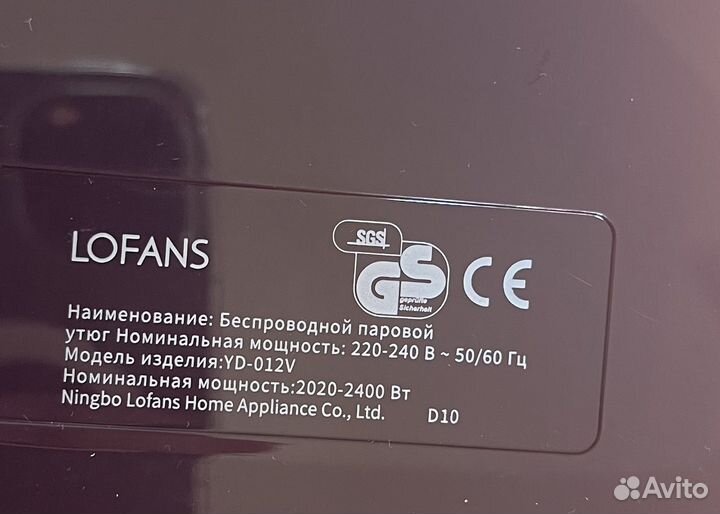 LOFANS
SGS
GS
geprüfte
Sicherheit
CE
Наименование: Беспроводной паровой
утюг Номинальная мощность: 220-240 В ~ 50/60 Гц
Модель изделия:YD-012V
Номинальная мощность:2020-2400 Вт
Ningbo Lofans Home Appliance Co., Ltd. D10
Avito